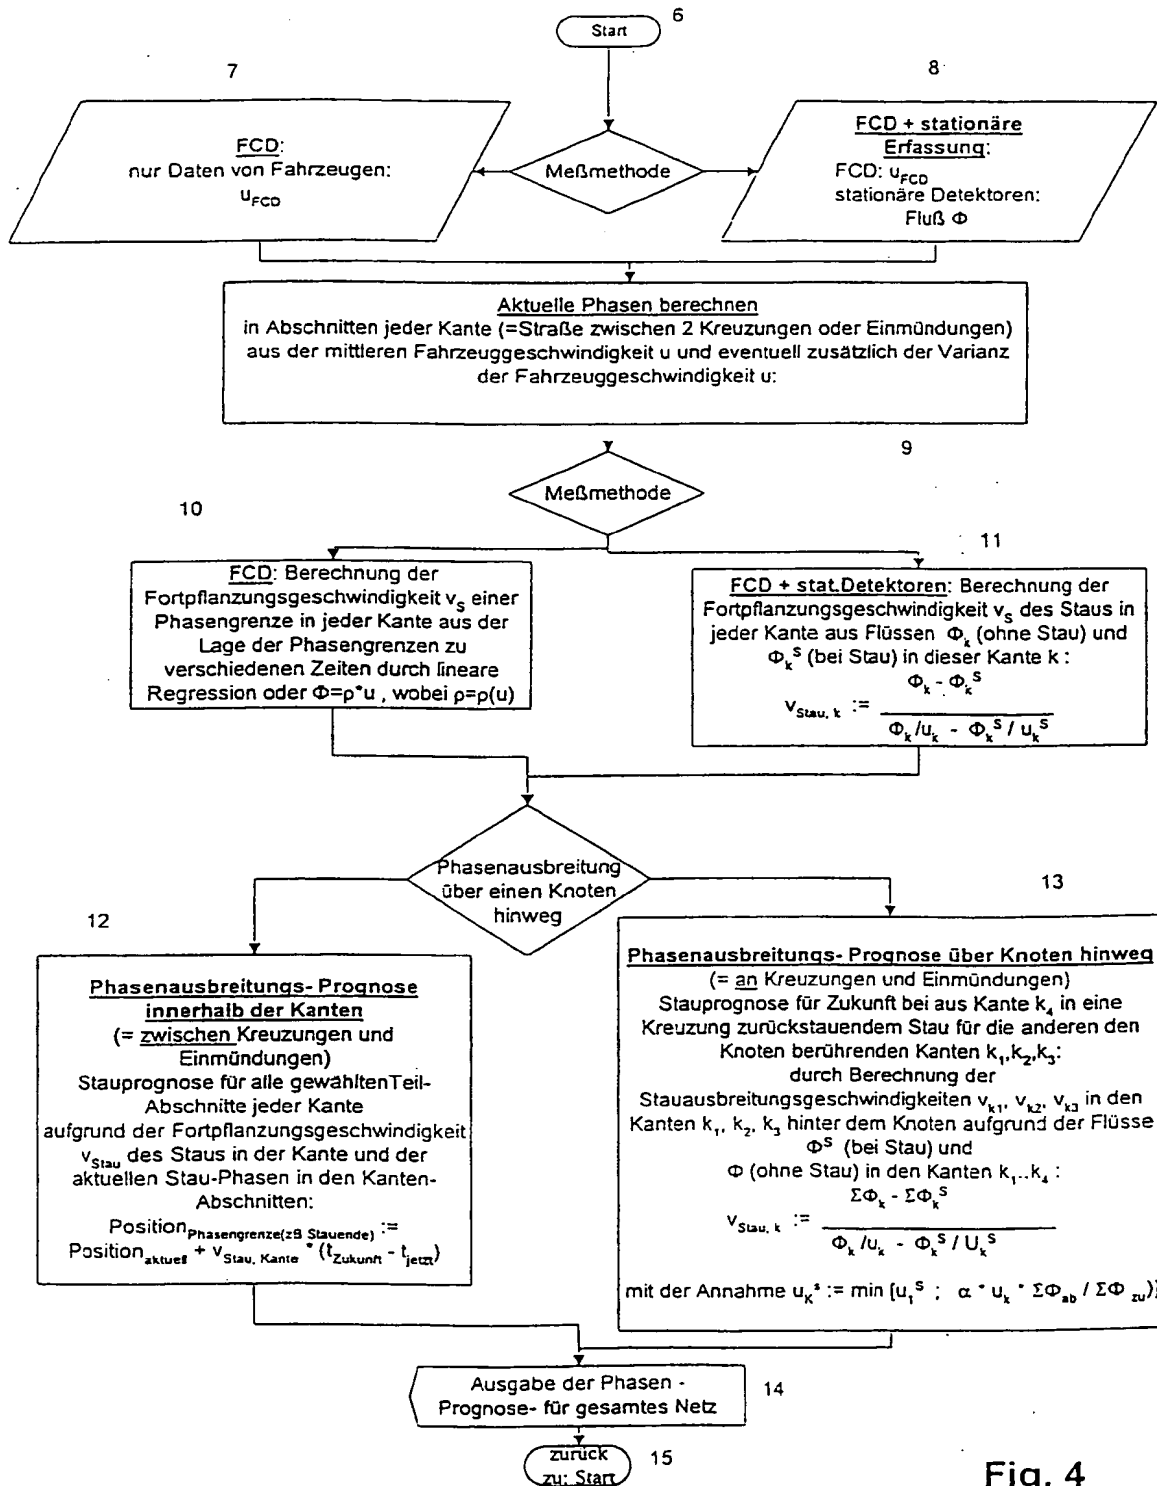 6
Start
7
8
FCD:
nur Daten von Fahrzeugen:
u_FCD
Meßmethode
FCD + stationäre
Erfassung:
FCD: u_FCD
stationäre Detektoren:
Fluß Φ
Aktuelle Phasen berechnen
in Abschnitten jeder Kante (=Straße zwischen 2 Kreuzungen oder Einmündungen)
aus der mittleren Fahrzeuggeschwindigkeit u und eventuell zusätzlich der Varianz
der Fahrzeuggeschwindigkeit u:
9
Meßmethode
10
11
FCD: Berechnung der
Fortpflanzungsgeschwindigkeit v_S einer
Phasengrenze in jeder Kante aus der
Lage der Phasengrenzen zu
verschiedenen Zeiten durch lineare
Regression oder Φ=ρ*u , wobei ρ=ρ(u)
FCD + stat.Detektoren: Berechnung der
Fortpflanzungsgeschwindigkeit v_S des Staus in
jeder Kante aus Flüssen Φ_k (ohne Stau) und
Φ_k^S (bei Stau) in dieser Kante k :
Φ_k - Φ_k^S
v_Stau, k :=
Φ_k /u_k - Φ_k^S / u_k^S
Phasenausbreitung
über einen Knoten
hinweg
12
13
Phasenausbreitungs- Prognose
innerhalb der Kanten
(= zwischen Kreuzungen und
Einmündungen)
Stauprognose für alle gewählten Teil-
Abschnitte jeder Kante
aufgrund der Fortpflanzungsgeschwindigkeit
v_Stau des Staus in der Kante und der
aktuellen Stau-Phasen in den Kanten-
Abschnitten:
Position_Phasengrenze(zB Stauende) :=
Position_aktuell + v_Stau, Kante * (t_Zukunft - t_jetzt)
Phasenausbreitungs- Prognose über Knoten hinweg
(= an Kreuzungen und Einmündungen)
Stauprognose für Zukunft bei aus Kante k_4 in eine
Kreuzung zurückstauendem Stau für die anderen den
Knoten berührenden Kanten k_1,k_2,k_3:
durch Berechnung der
Stauausbreitungsgeschwindigkeiten v_k1, v_k2, v_k3 in den
Kanten k_1, k_2, k_3 hinter dem Knoten aufgrund der Flüsse
Φ^S (bei Stau) und
Φ (ohne Stau) in den Kanten k_1..k_4 :
ΣΦ_k - ΣΦ_k^S
v_Stau, k :=
Φ_k /u_k - Φ_k^S / U_k^S
mit der Annahme u_K^s := min {u_1^S ; α * u_k * ΣΦ_ab / ΣΦ_zu)}
Ausgabe der Phasen -
Prognose- für gesamtes Netz
14
zurück
zu: Start
15
Fig. 4